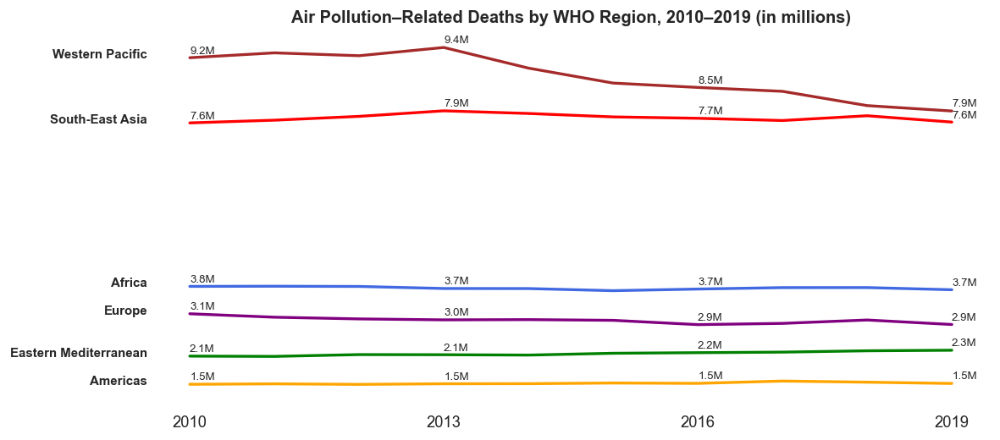 Air Pollution–Related Deaths by WHO Region, 2010–2019 (in millions)
Western Pacific
9.2M
9.4M
8.5M
7.9M
South-East Asia
7.6M
7.9M
7.7M
7.6M
Africa
3.8M
3.7M
3.7M
3.7M
Europe
3.1M
3.0M
2.9M
2.9M
Eastern Mediterranean
2.1M
2.1M
2.2M
2.3M
Americas
1.5M
1.5M
1.5M
1.5M
2010
2013
2016
2019